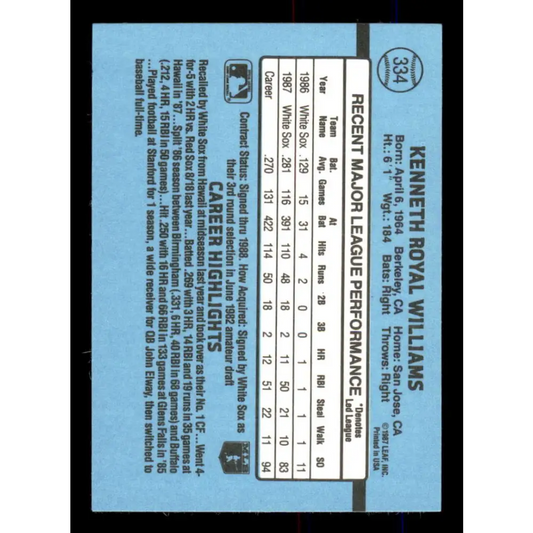 334
KENNETH ROYAL WILLIAMS
Born: April 6, 1964 Berkeley, CA Home: San Jose, CA
Ht.: 6' 1" Wgt.: 184 Bats: Right Throws: Right
©1987 LEAF, INC.
Printed in USA
RECENT MAJOR LEAGUE PERFORMANCE
*Denotes
Led League
Year Team Name Bat. Avg. Games At Bat Hits Runs 2B 3B HR RBI Steal Walk SO
1986 White Sox .129 15 31 4 2 0 0 1 1 1 1 11
1987 White Sox .281 116 391 110 48 18 2 11 50 21 10 83
Career .270 131 422 114 50 18 2 12 51 22 11 94
Contract Status: Signed thru 1988. How Acquired: Signed by White Sox as
their 3rd round selection in June 1982 amateur draft
CAREER HIGHLIGHTS
Recalled by White Sox from Hawaii at midseason last year and took over as their No. 1 CF...Went 4-
for-5 with 2 HR vs. Red Sox 8/18 last year...Batted .269 with 3 HR, 14 RBI and 19 runs in 35 games at
Hawaii in '87...Split '86 season between Birmingham (.331, 6 HR, 40 RBI in 68 games) and Buffalo
(.212, 4 HR, 15 RBI in 50 games)...Hit .250 with 16 HR and 66 RBI in 133 games at Glens Falls in '85
...Played football at Stanford for 1 season, a wide receiver for QB John Elway, then switched to
baseball full-time.